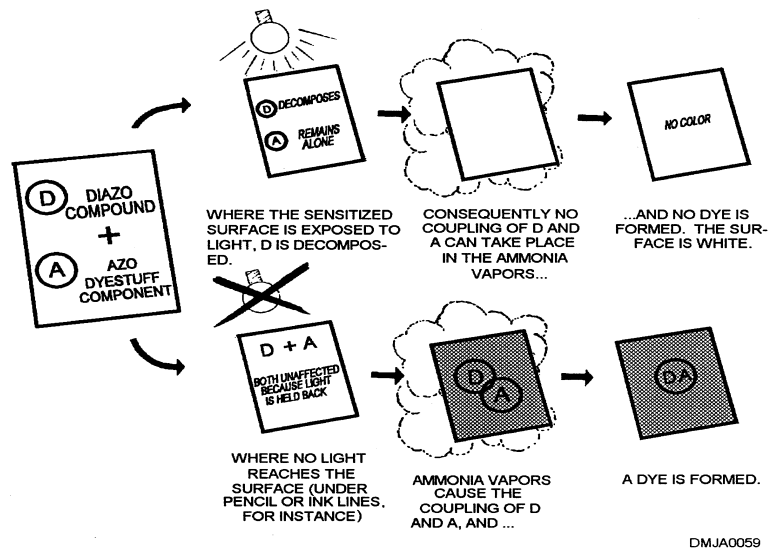 D DIAZO
COMPOUND
+
A AZO
DYESTUFF
COMPONENT
D DECOMPOSES
A REMAINS
ALONE
WHERE THE SENSITIZED
SURFACE IS EXPOSED TO
LIGHT, D IS DECOMPOS-
ED.
CONSEQUENTLY NO
COUPLING OF D AND
A CAN TAKE PLACE
IN THE AMMONIA
VAPORS...
NO COLOR
...AND NO DYE IS
FORMED. THE SUR-
FACE IS WHITE.
D + A
BOTH UNAFFECTED
BECAUSE LIGHT
IS HELD BACK
WHERE NO LIGHT
REACHES THE
SURFACE (UNDER
PENCIL OR INK LINES,
FOR INSTANCE)
D
A
AMMONIA VAPORS
CAUSE THE
COUPLING OF D
AND A, AND ...
DA
A DYE IS FORMED.
DMJA0059